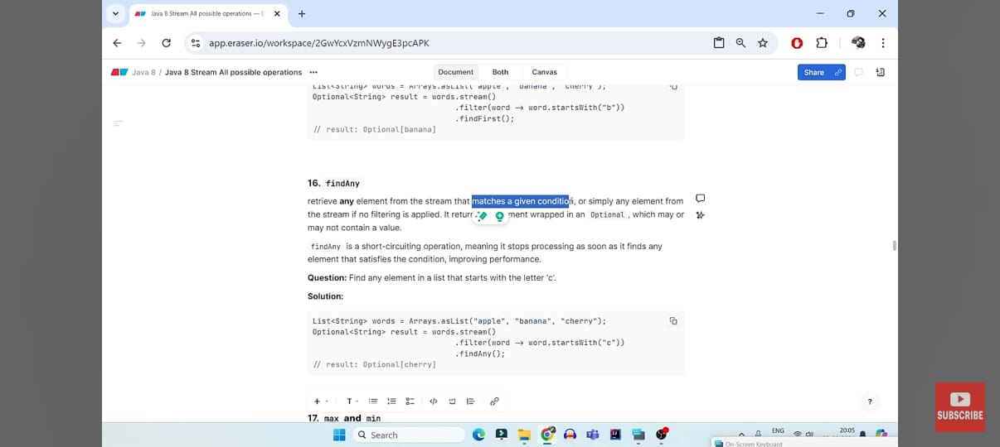 Java 8 Stream All possible operations — E
app.eraser.io/workspace/2GwYcxVzmNWygE3pcAPK
Java 8 / Java 8 Stream All possible operations ...
Document Both Canvas
Share
List<String> words = Arrays.asList("apple", "banana", "cherry");
Optional<String> result = words.stream()
.filter(word → word.startsWith("b"))
.findFirst();
// result: Optional[banana]
16. findAny
retrieve any element from the stream that matches a given condition, or simply any element from
the stream if no filtering is applied. It retur ment wrapped in an Optional , which may or
may not contain a value.
findAny is a short-circuiting operation, meaning it stops processing as soon as it finds any
element that satisfies the condition, improving performance.
Question: Find any element in a list that starts with the letter 'c'.
Solution:
List<String> words = Arrays.asList("apple", "banana", "cherry");
Optional<String> result = words.stream()
.filter(word → word.startsWith("c"))
.findAny();
// result: Optional[cherry]
17. max and min
?
Search
ENG
20:05
On-Screen Keyboard
SUBSCRIBE